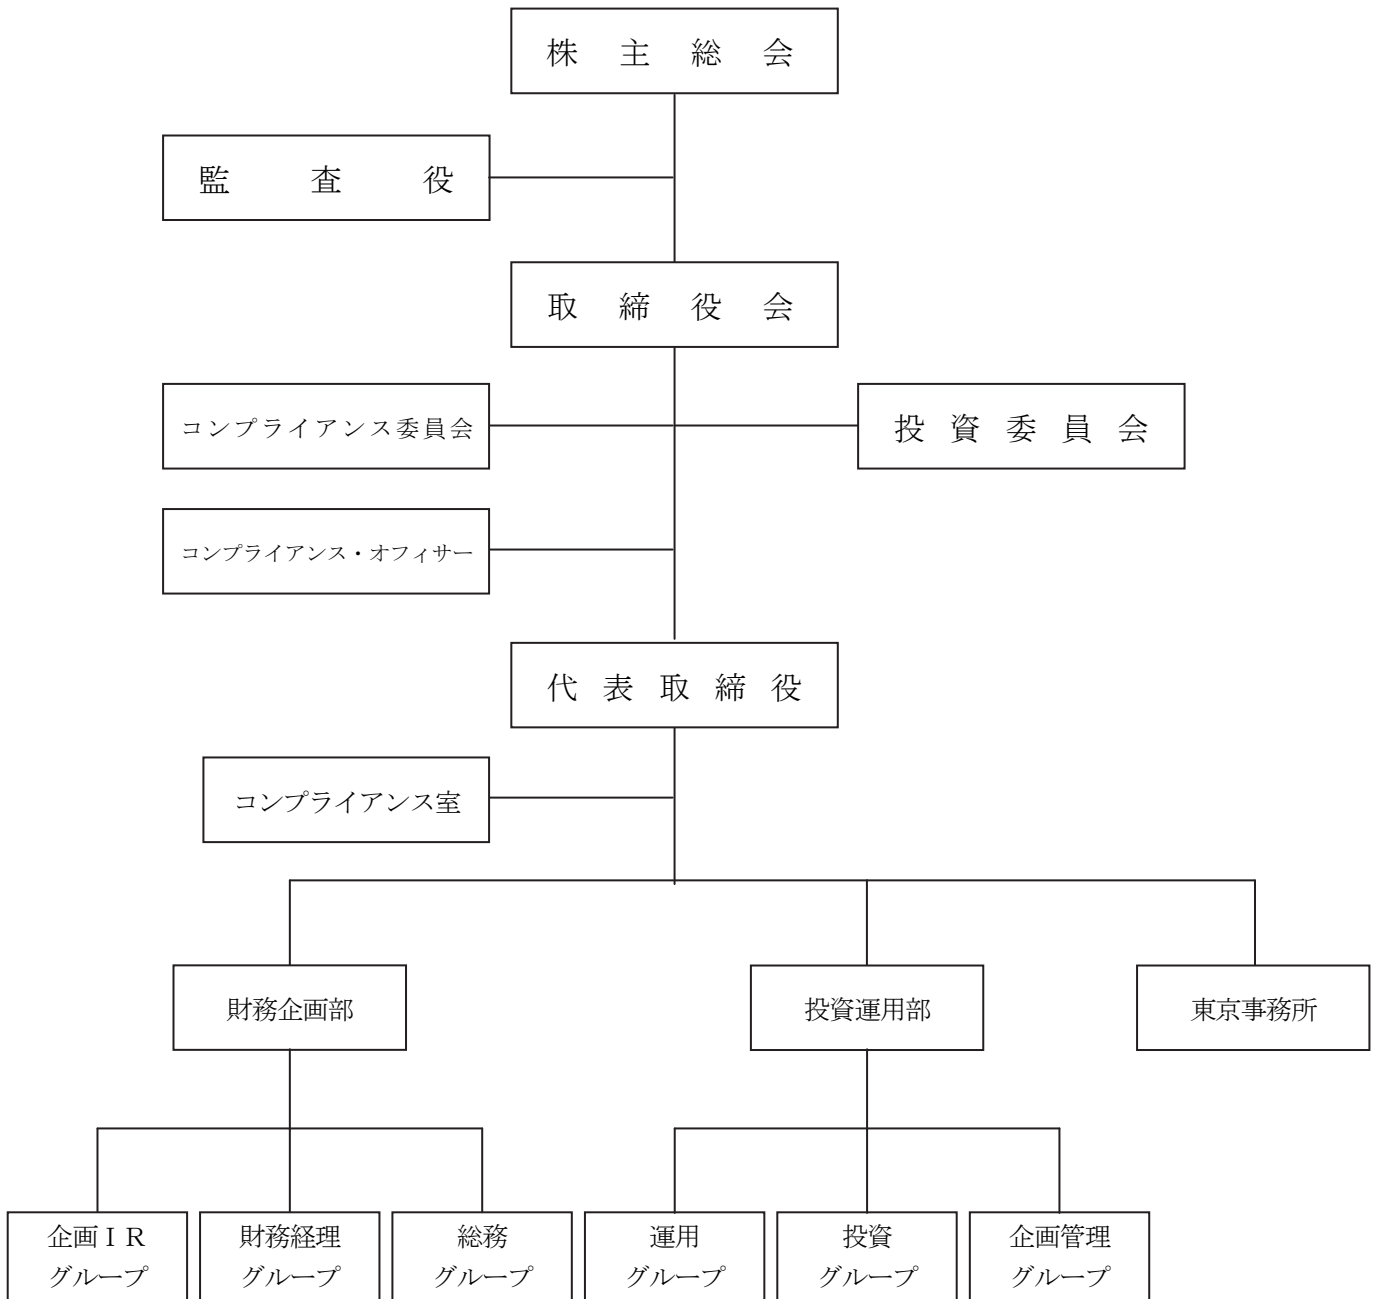 株主総会
監査役
取締役会
コンプライアンス委員会
投資委員会
コンプライアンス・オフィサー
代表取締役
コンプライアンス室
財務企画部
投資運用部
東京事務所
企画ＩＲ
グループ
財務経理
グループ
総務
グループ
運用
グループ
投資
グループ
企画管理
グループ